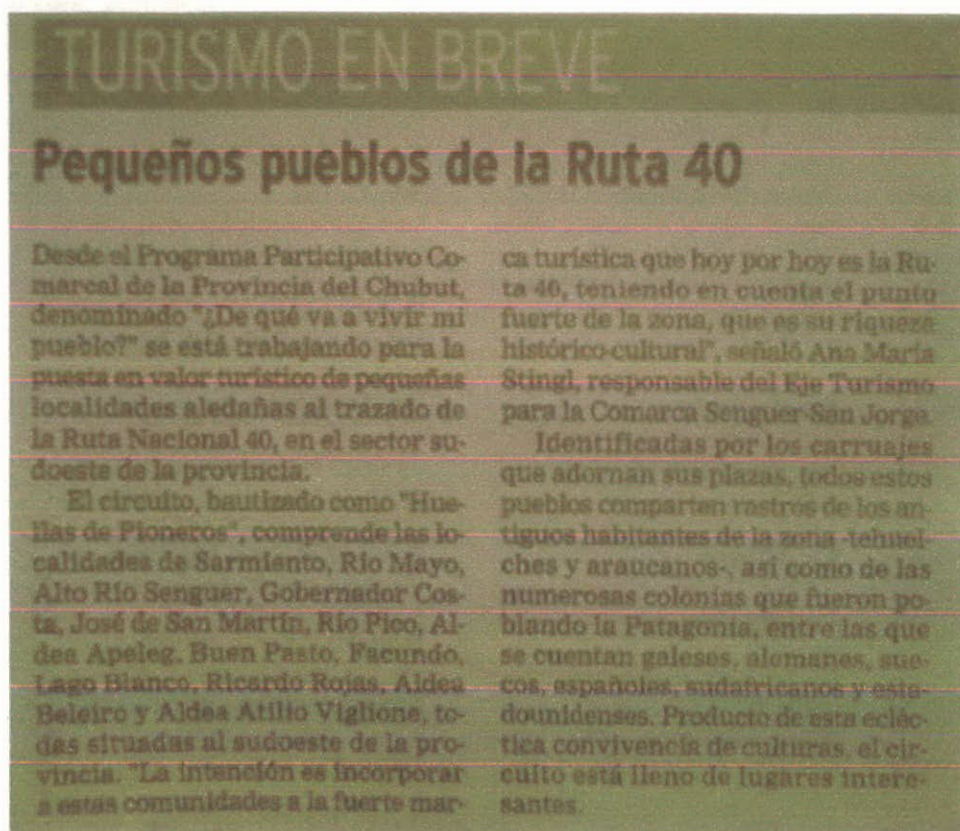 TURISMO EN BREVE
Pequeños pueblos de la Ruta 40
Desde el Programa Participativo Co-
marcal de la Provincia del Chubut,
denominado "¿De qué va a vivir mi
pueblo?" se está trabajando para la
puesta en valor turístico de pequeñas
localidades aledañas al trazado de
la Ruta Nacional 40, en el sector su-
doeste de la provincia.
El circuito, bautizado como "Hue-
llas de Pioneros", comprende las lo-
calidades de Sarmiento, Río Mayo,
Alto Río Senguer, Gobernador Cos-
ta, José de San Martín, Río Pico, Al-
dea Apeleg, Buen Pasto, Facundo,
Lago Blanco, Ricardo Rojas, Aldea
Beleiro y Aldea Atilio Viglione, to-
das situadas al sudoeste de la pro-
vincia. "La intención es incorporar
a estas comunidades a la fuerte mar-
ca turística que hoy por hoy es la Ru-
ta 40, teniendo en cuenta el punto
fuerte de la zona, que es su riqueza
histórico-cultural", señaló Ana María
Stingl, responsable del Eje Turismo
para la Comarca Senguer-San Jorge.
Identificadas por los carruajes
que adornan sus plazas, todos estos
pueblos comparten rastros de los an-
tiguos habitantes de la zona -tehuel-
ches y araucanos-, así como de las
numerosas colonias que fueron po-
blando la Patagonia, entre las que
se cuentan galeses, alemanes, sue-
cos, españoles, sudafricanos y esta-
dounidenses. Producto de esta ecléc-
tica convivencia de culturas, el cir-
cuito está lleno de lugares intere-
santes.